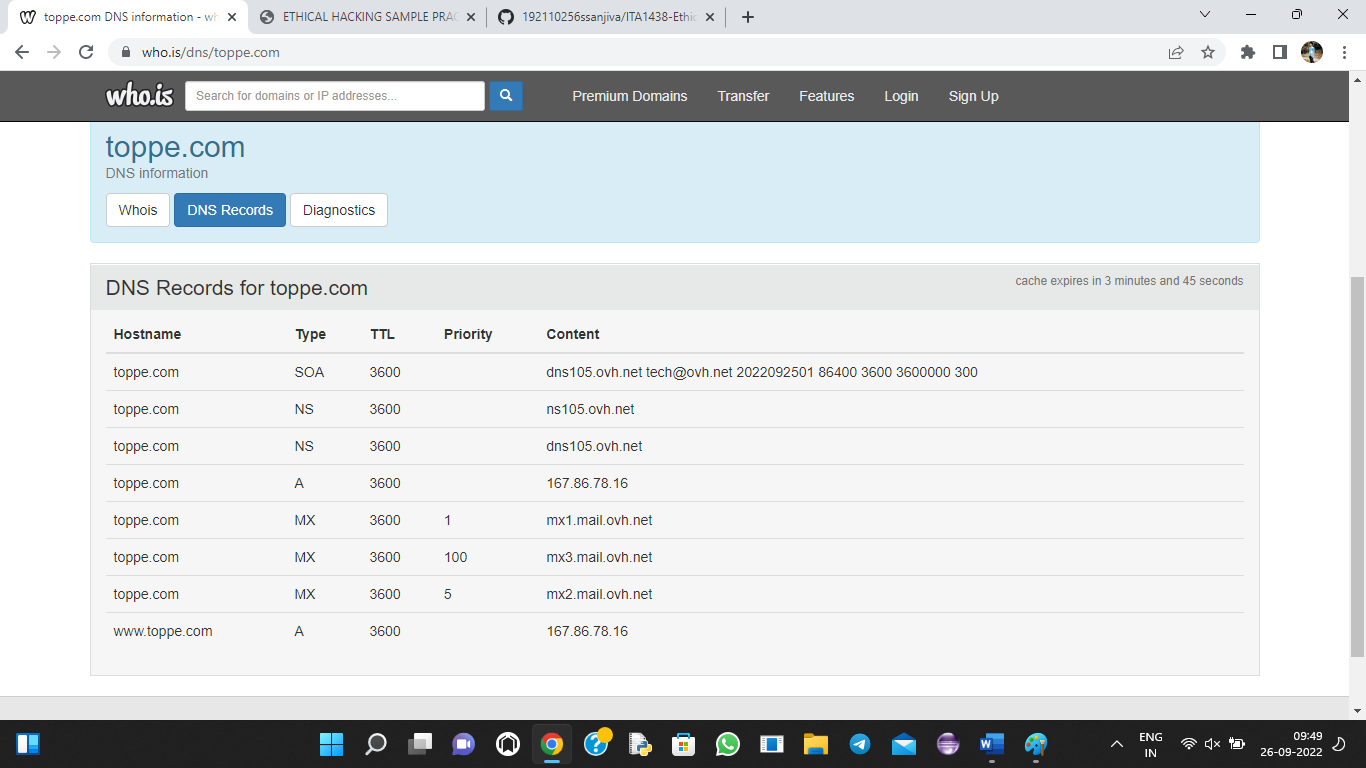 toppe.com DNS information - wh
ETHICAL HACKING SAMPLE PRAC
192110256ssanjiva/ITA1438-Ethic
who.is/dns/toppe.com
who.is Search for domains or IP addresses... Premium Domains Transfer Features Login Sign Up
toppe.com
DNS information
Whois DNS Records Diagnostics
DNS Records for toppe.com cache expires in 3 minutes and 45 seconds
Hostname Type TTL Priority Content
toppe.com SOA 3600 dns105.ovh.net tech@ovh.net 2022092501 86400 3600 3600000 300
toppe.com NS 3600 ns105.ovh.net
toppe.com NS 3600 dns105.ovh.net
toppe.com A 3600 167.86.78.16
toppe.com MX 3600 1 mx1.mail.ovh.net
toppe.com MX 3600 100 mx3.mail.ovh.net
toppe.com MX 3600 5 mx2.mail.ovh.net
www.toppe.com A 3600 167.86.78.16
ENG
IN
09:49
26-09-2022